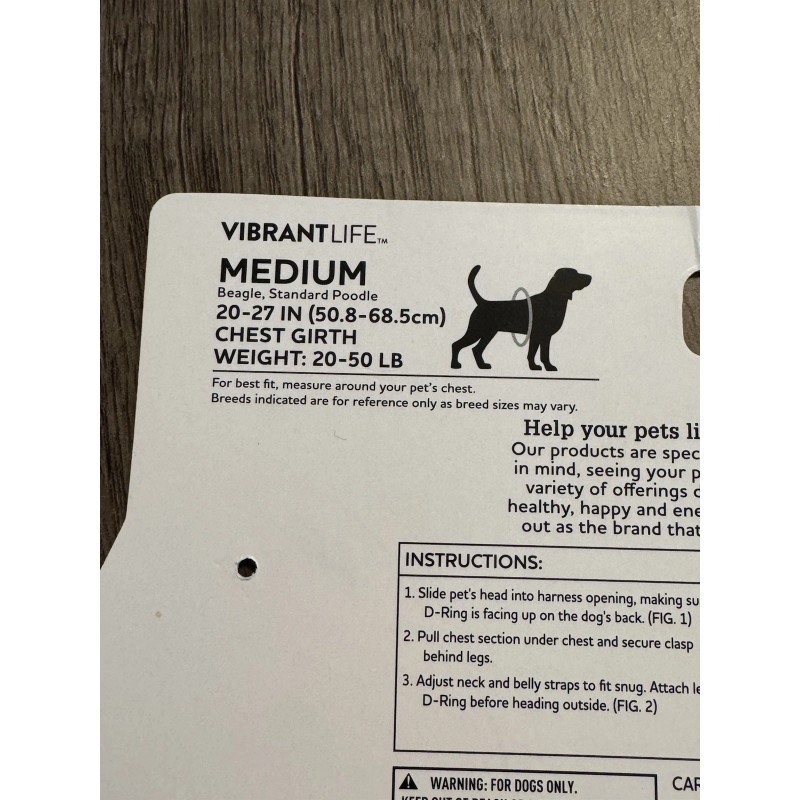 VIBRANTLIFE™
MEDIUM
Beagle, Standard Poodle
20-27 IN (50.8-68.5cm)
CHEST GIRTH
WEIGHT: 20-50 LB
For best fit, measure around your pet's chest.
Breeds indicated are for reference only as breed sizes may vary.
Help your pets li
Our products are spec
in mind, seeing your p
variety of offerings
healthy, happy and ene
out as the brand that
INSTRUCTIONS:
1. Slide pet's head into harness opening, making su
D-Ring is facing up on the dog's back. (FIG. 1)
2. Pull chest section under chest and secure clasp
behind legs.
3. Adjust neck and belly straps to fit snug. Attach le
D-Ring before heading outside. (FIG. 2)
WARNING: FOR DOGS ONLY.
CAR